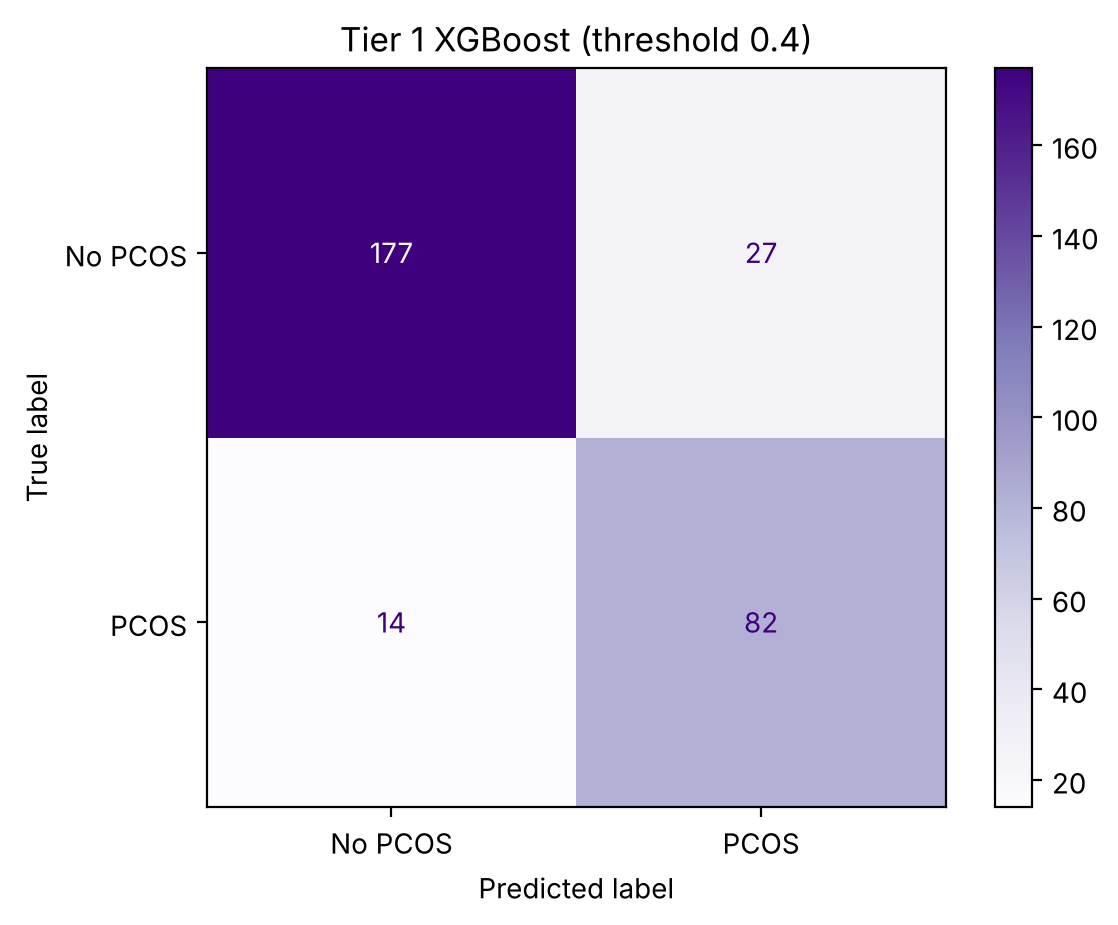 Tier 1 XGBoost (threshold 0.4)
True label
No PCOS
177
27
PCOS
14
82
No PCOS
PCOS
Predicted label
160
140
120
100
80
60
40
20